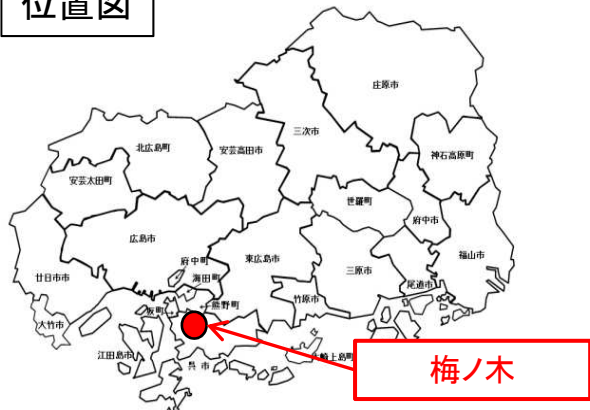 位置図
庄原市
三次市
北広島町
安芸高田市
神石高原町
安芸太田町
世羅町
府中市
広島市
東広島市
福山市
三原市
府中町
廿日市市
海田町
尾道市
竹原市
熊野町
坂町
大竹市
江田島市
大崎上島町
呉市
梅ノ木